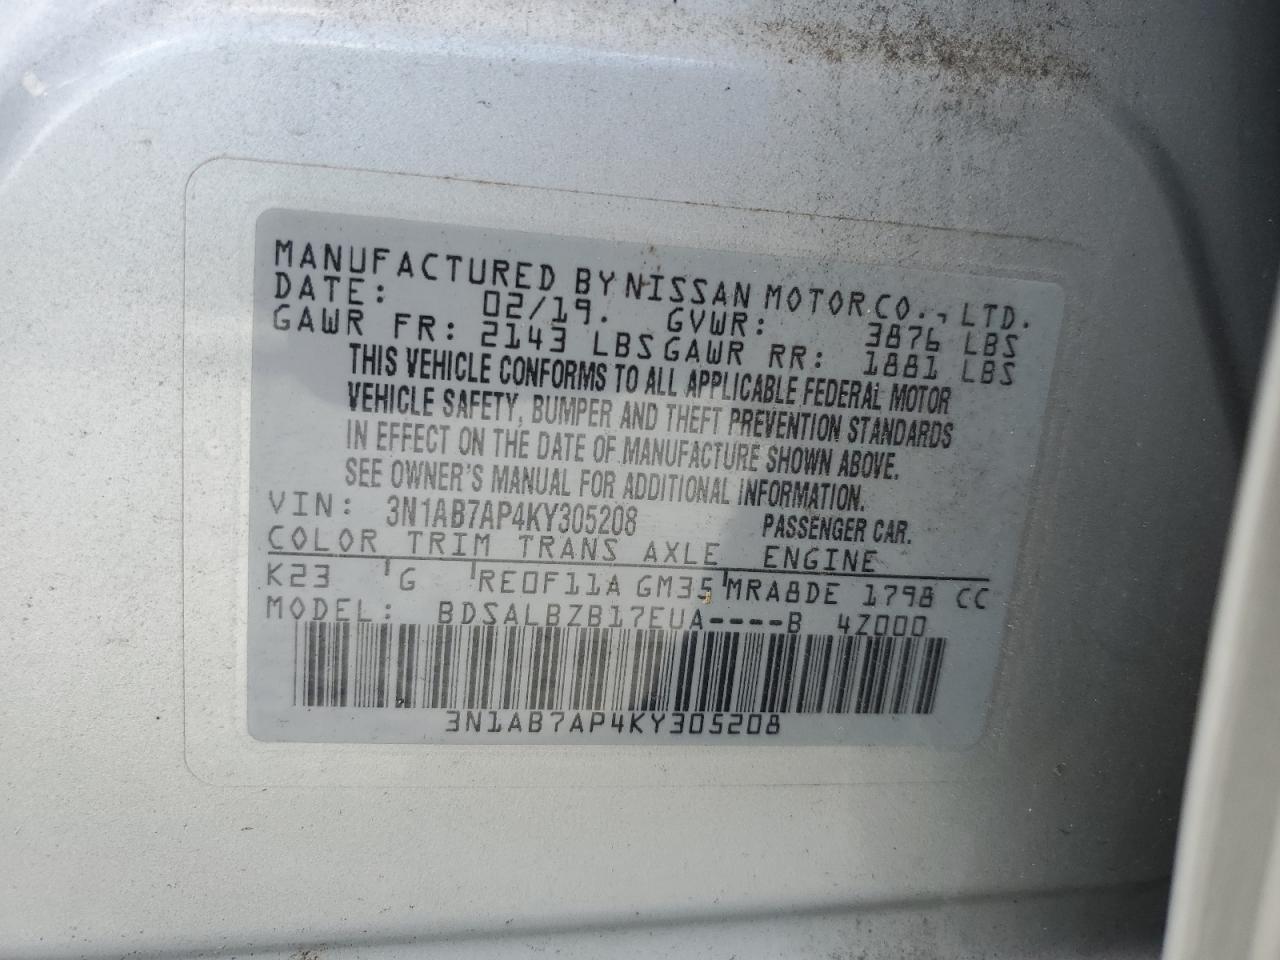 MANUFACTURED BY NISSAN MOTOR CO., LTD.
DATE: 02/19. GVWR: 3876 LBS
GAWR FR: 2143 LBS GAWR RR: 1881 LBS
THIS VEHICLE CONFORMS TO ALL APPLICABLE FEDERAL MOTOR
VEHICLE SAFETY, BUMPER AND THEFT PREVENTION STANDARDS
IN EFFECT ON THE DATE OF MANUFACTURE SHOWN ABOVE.
SEE OWNER'S MANUAL FOR ADDITIONAL INFORMATION.
VIN: 3N1AB7AP4KY305208 PASSENGER CAR.
COLOR TRIM TRANS AXLE ENGINE
K23 G RE0F11A GM35 MRA8DE 1798 CC
MODEL: BDSALBZB17EUA----B 4Z000
3N1AB7AP4KY305208